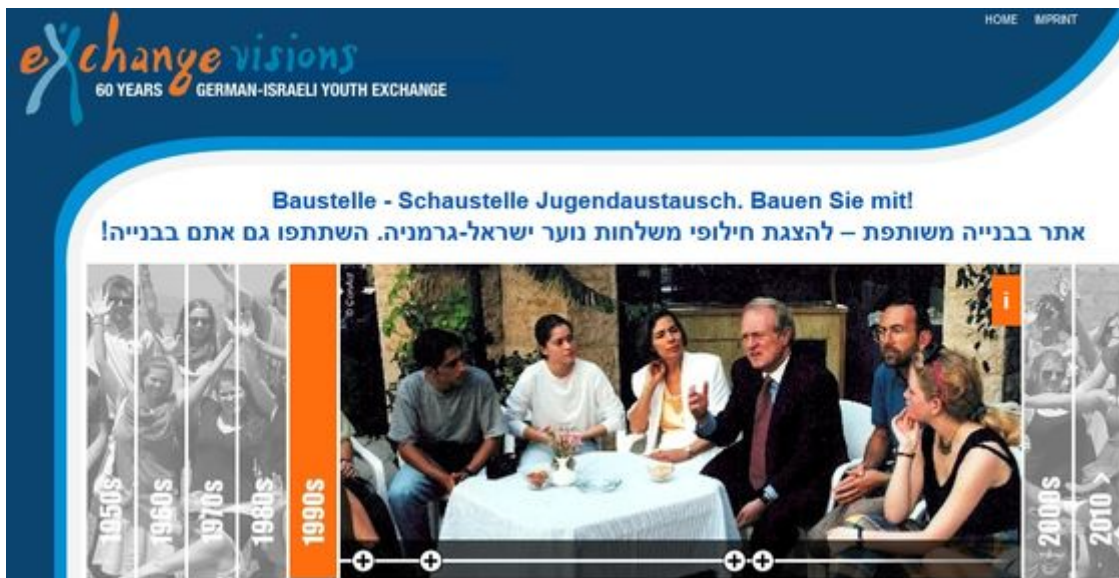 HOME IMPRINT
exchange visions
60 YEARS GERMAN-ISRAELI YOUTH EXCHANGE
Baustelle - Schaustelle Jugendaustausch. Bauen Sie mit!
אתר בבנייה משותפת – להצגת חילופי משלחות נוער ישראל-גרמניה. השתתפו גם אתם בבנייה!
© ConAct
i
1950s
1960s
1970s
1980s
1990s
2000s
2010 >